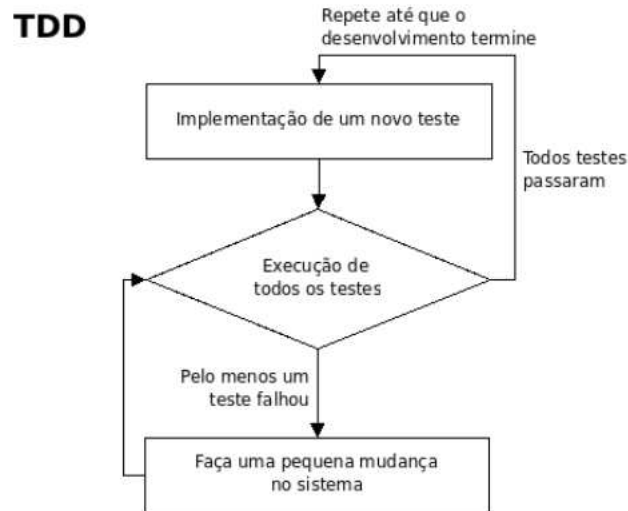 TDD
Repete até que o
desenvolvimento termine
Implementação de um novo teste
Todos testes
passaram
Execução de
todos os testes
Pelo menos um
teste falhou
Faça uma pequena mudança
no sistema